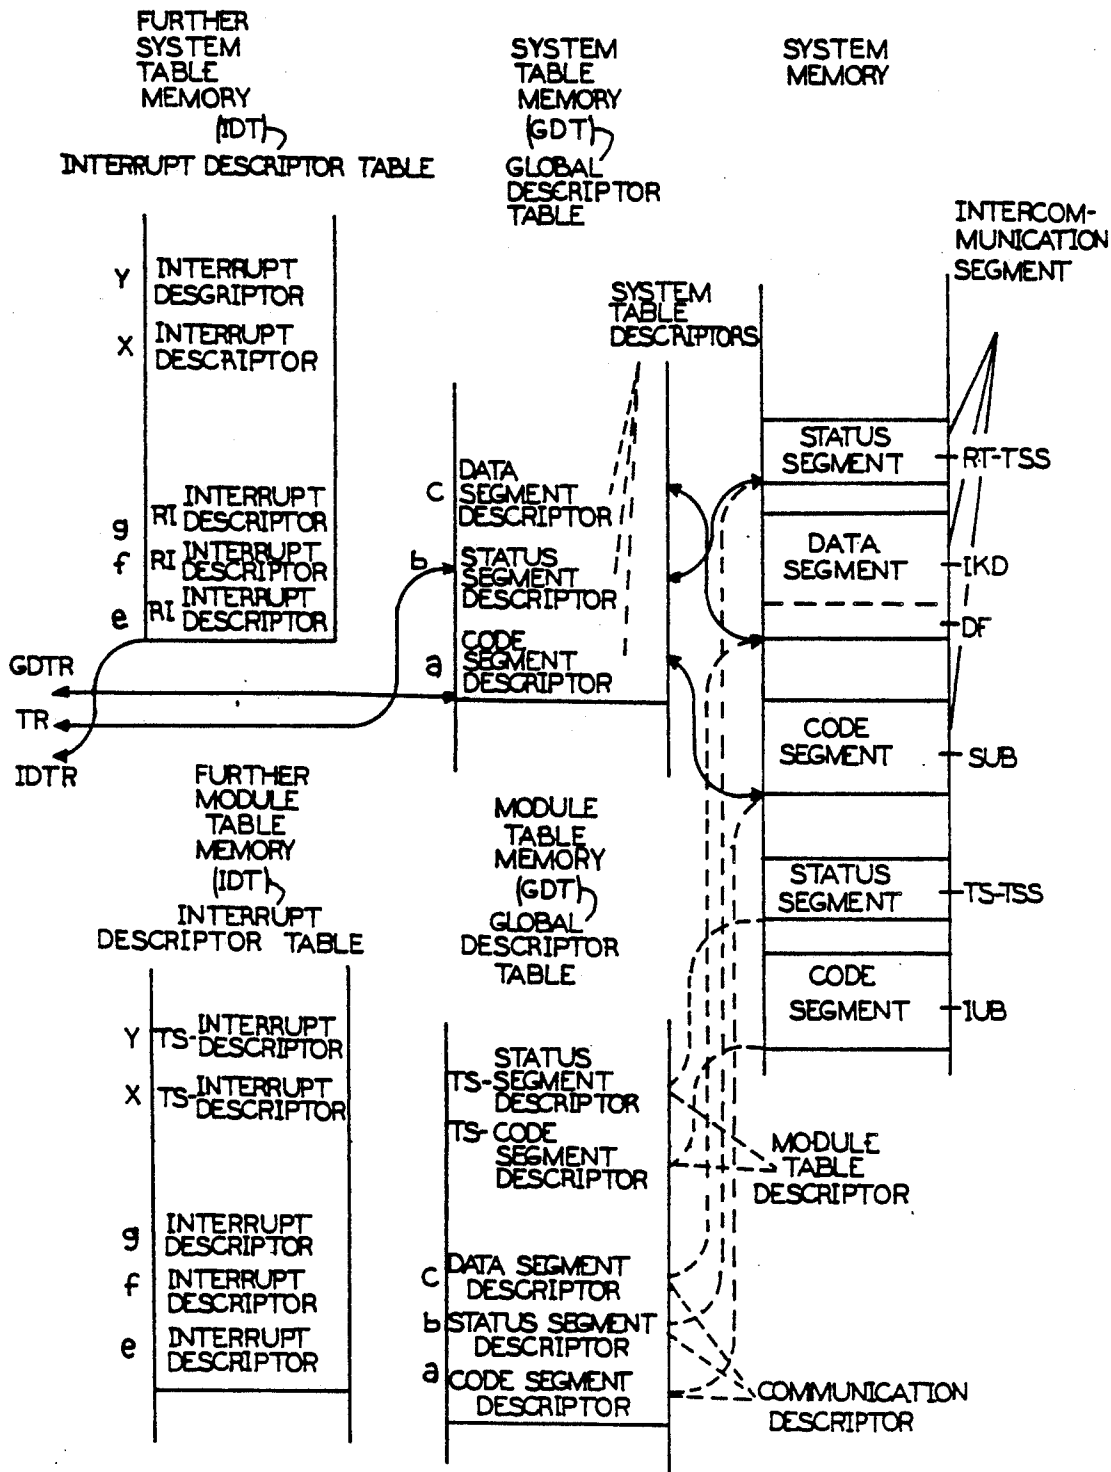 FURTHER
SYSTEM
TABLE
MEMORY
(IDT)
INTERRUPT DESCRIPTOR TABLE
SYSTEM
TABLE
MEMORY
(GDT)
GLOBAL
DESCRIPTOR
TABLE
SYSTEM
MEMORY
INTERCOM-
MUNICATION
SEGMENT
Y INTERRUPT
DESGRIPTOR
X INTERRUPT
DESCRIPTOR
g RI INTERRUPT
DESCRIPTOR
f RI INTERRUPT
DESCRIPTOR
e RI INTERRUPT
DESCRIPTOR
SYSTEM
TABLE
DESCRIPTORS
c DATA
SEGMENT
DESCRIPTOR
b STATUS
SEGMENT
DESCRIPTOR
a CODE
SEGMENT
DESCRIPTOR
STATUS
SEGMENT
RT-TSS
DATA
SEGMENT
IKD
DF
CODE
SEGMENT
SUB
STATUS
SEGMENT
TS-TSS
CODE
SEGMENT
IUB
GDTR
TR
IDTR
FURTHER
MODULE
TABLE
MEMORY
(IDT)
INTERRUPT
DESCRIPTOR TABLE
MODULE
TABLE
MEMORY
(GDT)
GLOBAL
DESCRIPTOR
TABLE
Y TS-INTERRUPT
DESCRIPTOR
X TS-INTERRUPT
DESCRIPTOR
g INTERRUPT
DESCRIPTOR
f INTERRUPT
DESCRIPTOR
e INTERRUPT
DESCRIPTOR
STATUS
TS-SEGMENT
DESCRIPTOR
TS-CODE
SEGMENT
DESCRIPTOR
c DATA SEGMENT
DESCRIPTOR
b STATUS SEGMENT
DESCRIPTOR
a CODE SEGMENT
DESCRIPTOR
MODULE
TABLE
DESCRIPTOR
COMMUNICATION
DESCRIPTOR